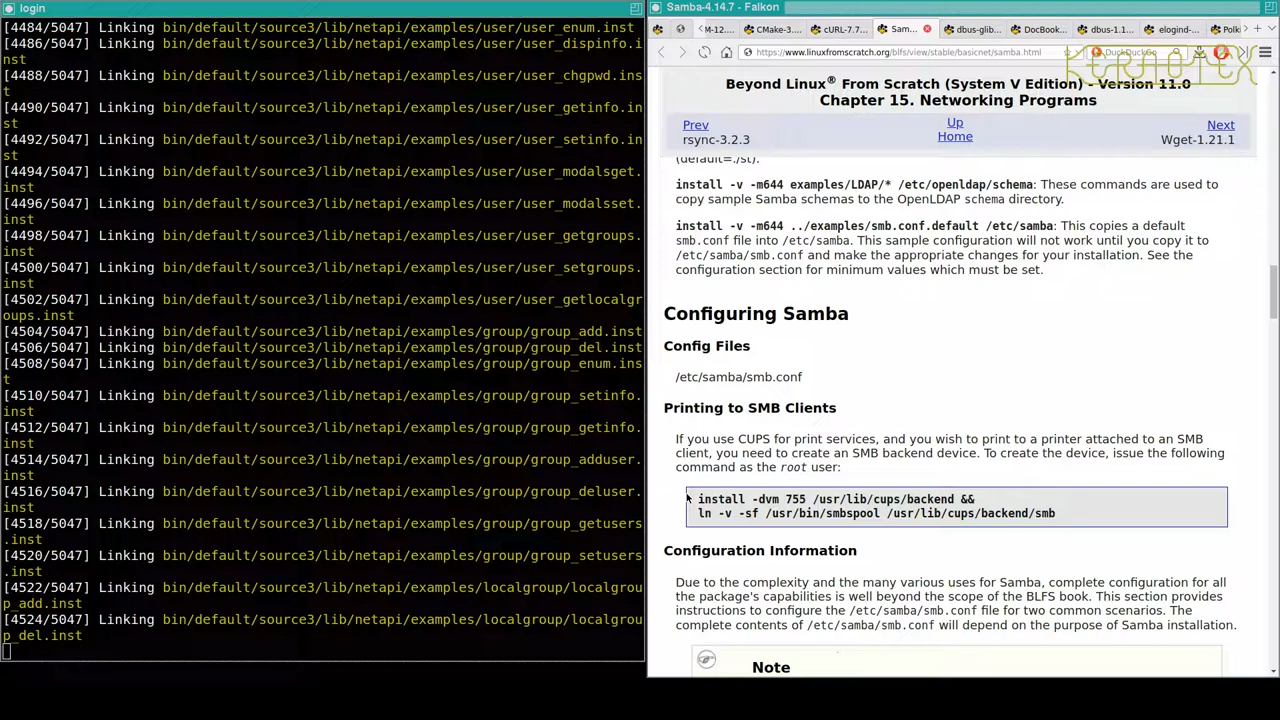 login
[4484/5047] Linking bin/default/source3/lib/netapi/examples/user/user_enum.inst
[4486/5047] Linking bin/default/source3/lib/netapi/examples/user/user_dispinfo.i
nst
[4488/5047] Linking bin/default/source3/lib/netapi/examples/user/user_chgpwd.ins
t
[4490/5047] Linking bin/default/source3/lib/netapi/examples/user/user_getinfo.in
st
[4492/5047] Linking bin/default/source3/lib/netapi/examples/user/user_setinfo.in
st
[4494/5047] Linking bin/default/source3/lib/netapi/examples/user/user_modalsget.
inst
[4496/5047] Linking bin/default/source3/lib/netapi/examples/user/user_modalsset.
inst
[4498/5047] Linking bin/default/source3/lib/netapi/examples/user/user_getgroups.
inst
[4500/5047] Linking bin/default/source3/lib/netapi/examples/user/user_setgroups.
inst
[4502/5047] Linking bin/default/source3/lib/netapi/examples/user/user_getlocalgr
oups.inst
[4504/5047] Linking bin/default/source3/lib/netapi/examples/group/group_add.inst
[4506/5047] Linking bin/default/source3/lib/netapi/examples/group/group_del.inst
[4508/5047] Linking bin/default/source3/lib/netapi/examples/group/group_enum.ins
t
[4510/5047] Linking bin/default/source3/lib/netapi/examples/group/group_setinfo.
inst
[4512/5047] Linking bin/default/source3/lib/netapi/examples/group/group_getinfo.
inst
[4514/5047] Linking bin/default/source3/lib/netapi/examples/group/group_adduser.
inst
[4516/5047] Linking bin/default/source3/lib/netapi/examples/group/group_deluser.
inst
[4518/5047] Linking bin/default/source3/lib/netapi/examples/group/group_getusers
.inst
[4520/5047] Linking bin/default/source3/lib/netapi/examples/group/group_setusers
.inst
[4522/5047] Linking bin/default/source3/lib/netapi/examples/localgroup/localgrou
p_add.inst
[4524/5047] Linking bin/default/source3/lib/netapi/examples/localgroup/localgrou
p_del.inst
Samba-4.14.7 - Falkon
M-12.... CMake-3.... cURL-7.7... Sam... dbus-glib... DocBook... dbus-1.1... elogind-... Polk
https://www.linuxfromscratch.org/blfs/view/stable/basicnet/samba.html DuckDuckGo
KERNOTEX
Beyond Linux® From Scratch (System V Edition) - Version 11.0
Chapter 15. Networking Programs
Prev Up Next
rsync-3.2.3 Home Wget-1.21.1
(default=./st).
install -v -m644 examples/LDAP/* /etc/openldap/schema: These commands are used to
copy sample Samba schemas to the OpenLDAP schema directory.
install -v -m644 ../examples/smb.conf.default /etc/samba: This copies a default
smb.conf file into /etc/samba. This sample configuration will not work until you copy it to
/etc/samba/smb.conf and make the appropriate changes for your installation. See the
configuration section for minimum values which must be set.
Configuring Samba
Config Files
/etc/samba/smb.conf
Printing to SMB Clients
If you use CUPS for print services, and you wish to print to a printer attached to an SMB
client, you need to create an SMB backend device. To create the device, issue the following
command as the root user:
install -dvm 755 /usr/lib/cups/backend &&
ln -v -sf /usr/bin/smbspool /usr/lib/cups/backend/smb
Configuration Information
Due to the complexity and the many various uses for Samba, complete configuration for all
the package's capabilities is well beyond the scope of the BLFS book. This section provides
instructions to configure the /etc/samba/smb.conf file for two common scenarios. The
complete contents of /etc/samba/smb.conf will depend on the purpose of Samba installation.
Note